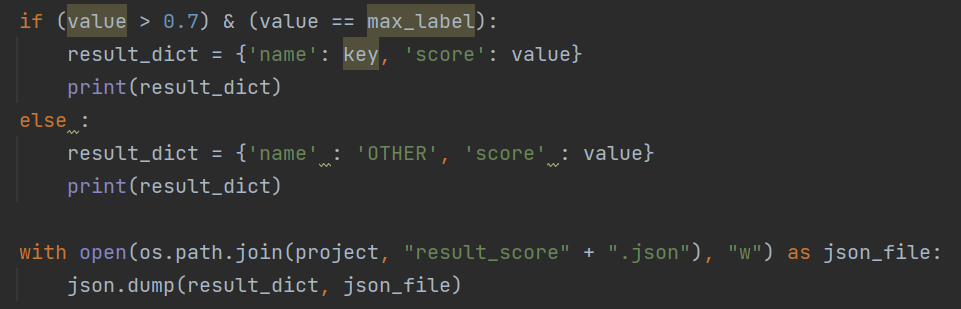 if (value > 0.7) & (value == max_label):
    result_dict = {'name': key, 'score': value}
    print(result_dict)
else :
    result_dict = {'name' : 'OTHER', 'score' : value}
    print(result_dict)

with open(os.path.join(project, "result_score" + ".json"), "w") as json_file:
    json.dump(result_dict, json_file)